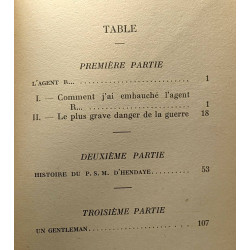 TABLE
PREMIÈRE PARTIE
L'AGENT R... . . . . . . . . . . . . . . . 1
I. — Comment j'ai embauché l'agent
R... . . . . . . . . . . . . . . . 1
II. — Le plus grave danger de la guerre 18
DEUXIÈME PARTIE
HISTOIRE DU P. S. M. D'HENDAYE. . . . . 53
TROISIÈME PARTIE
UN GENTLEMAN . . . . . . . . . . . . . 107